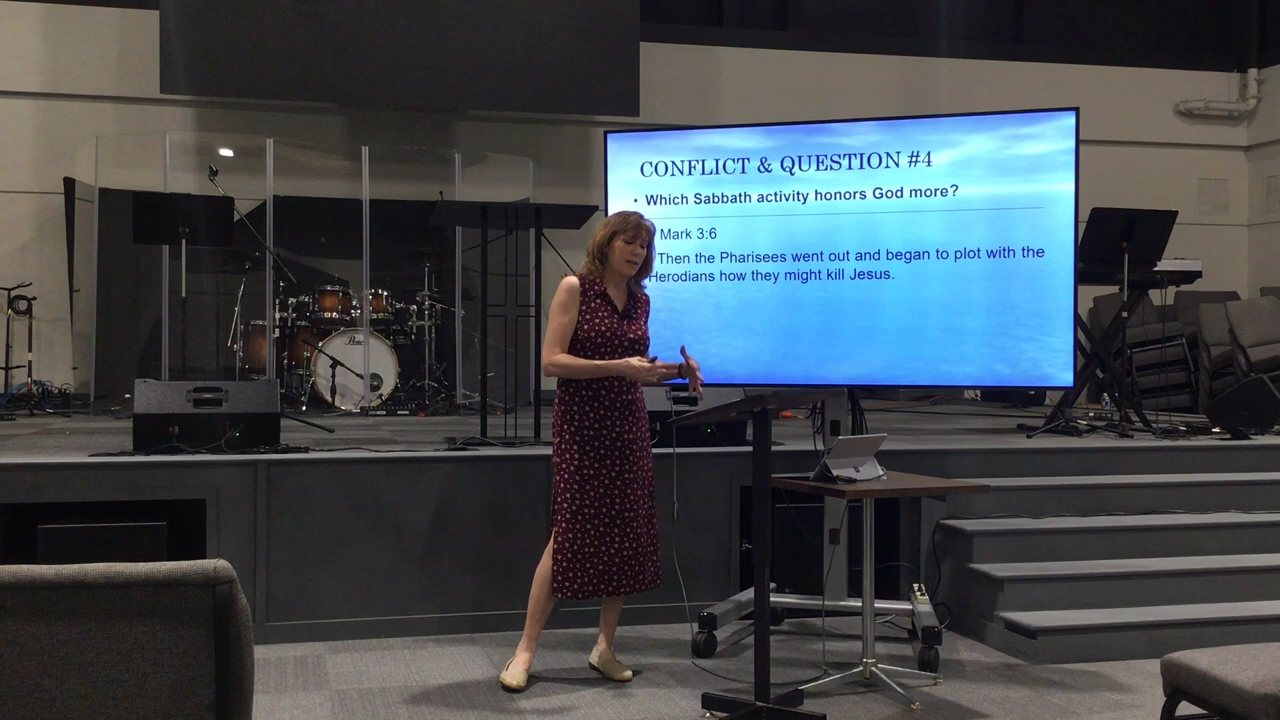 CONFLICT & QUESTION #4
• Which Sabbath activity honors God more?
Mark 3:6
Then the Pharisees went out and began to plot with the
Herodians how they might kill Jesus.
Pearl